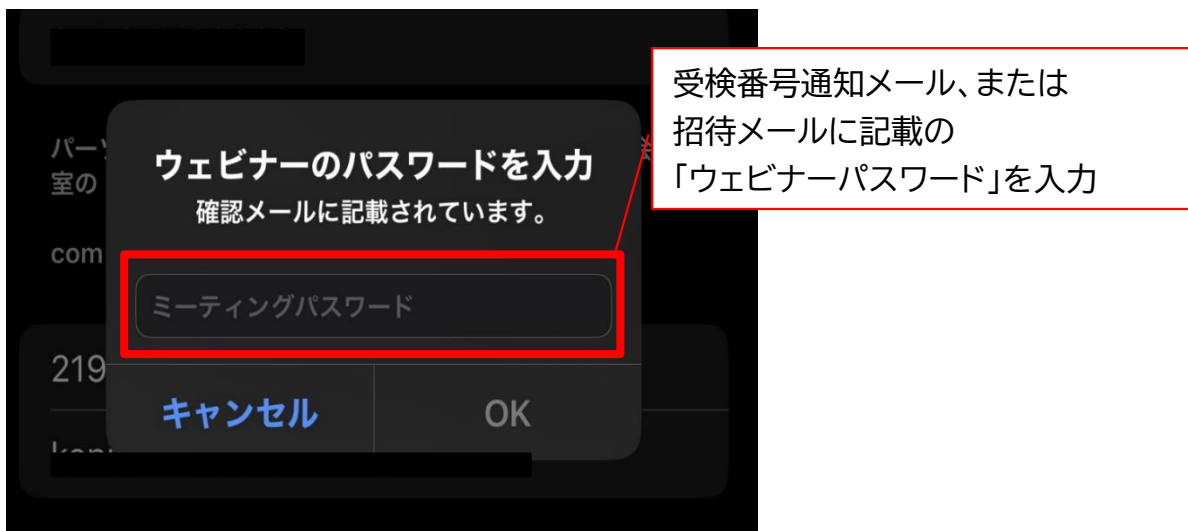 受検番号通知メール、または
招待メールに記載の
「ウェビナーパスワード」を入力
パー
室の
ウェビナーのパスワードを入力
確認メールに記載されています。
com
ミーティングパスワード
219
キャンセル
OK